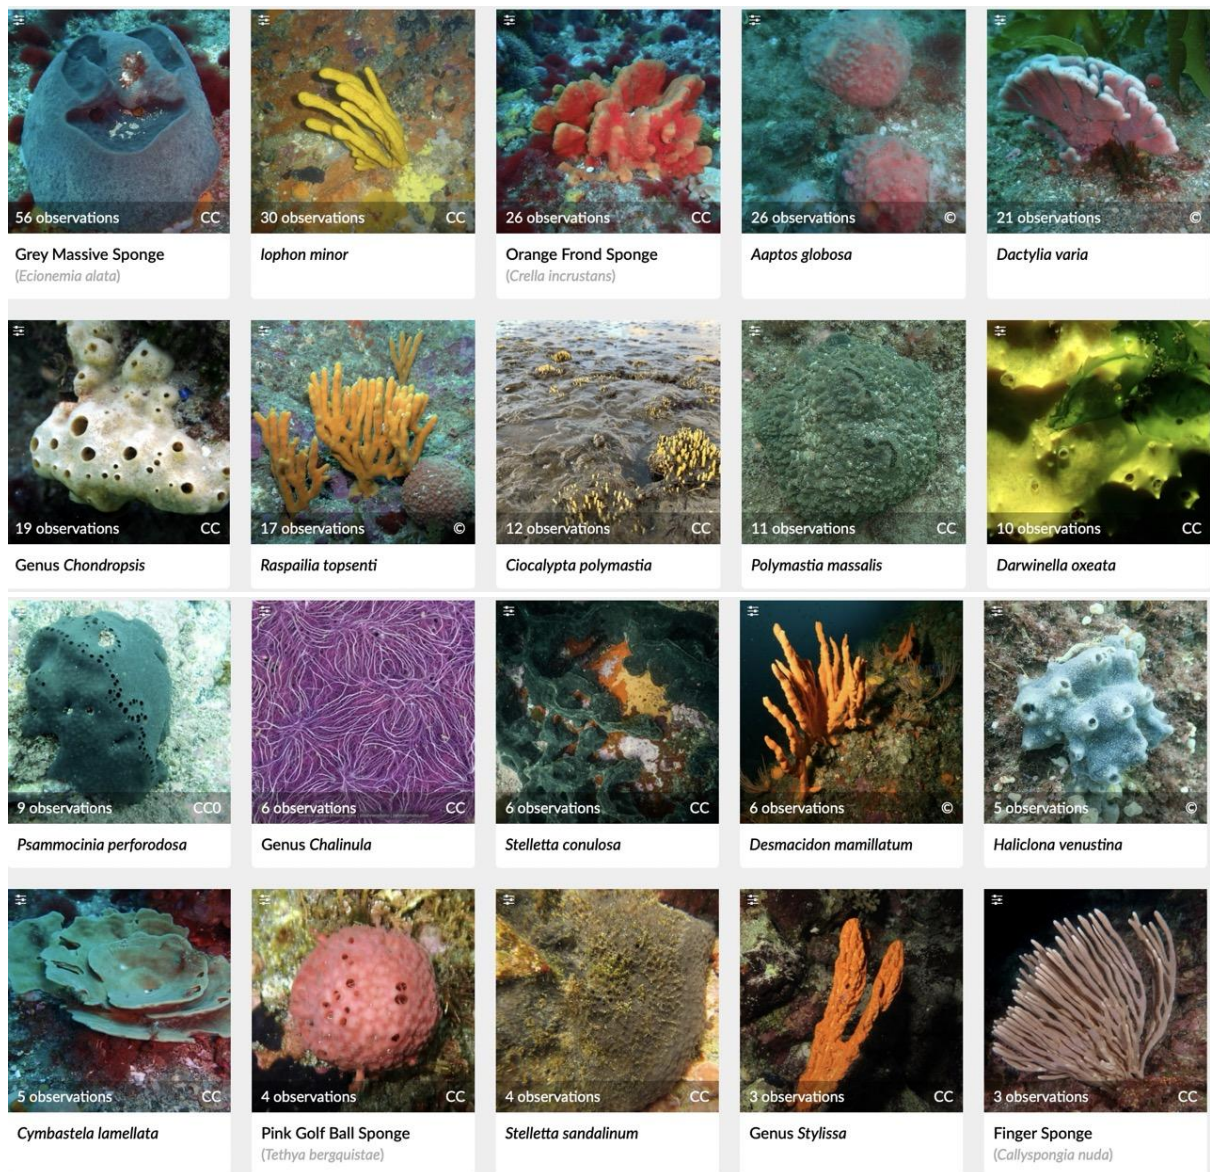 56 observations CC
30 observations CC
26 observations CC
26 observations ©
21 observations ©
Grey Massive Sponge
(Ecionemia alata)
Iophon minor
Orange Frond Sponge
(Crella incrustans)
Aaptos globosa
Dactylia varia
19 observations CC
17 observations ©
12 observations CC
11 observations CC
10 observations CC
Genus Chondropsis
Raspailia topsenti
Ciocalypta polymastia
Polymastia massalis
Darwinella oxeata
9 observations CC0
6 observations CC
6 observations CC
6 observations ©
5 observations ©
Psammocinia perforodosa
Genus Chalinula
Stelletta conulosa
Desmacidon mamillatum
Haliclona venustina
5 observations CC
4 observations CC
4 observations CC
3 observations CC
3 observations CC
Cymbastela lamellata
Pink Golf Ball Sponge
(Tethya bergquistae)
Stelletta sandalinum
Genus Stylissa
Finger Sponge
(Callyspongia nuda)